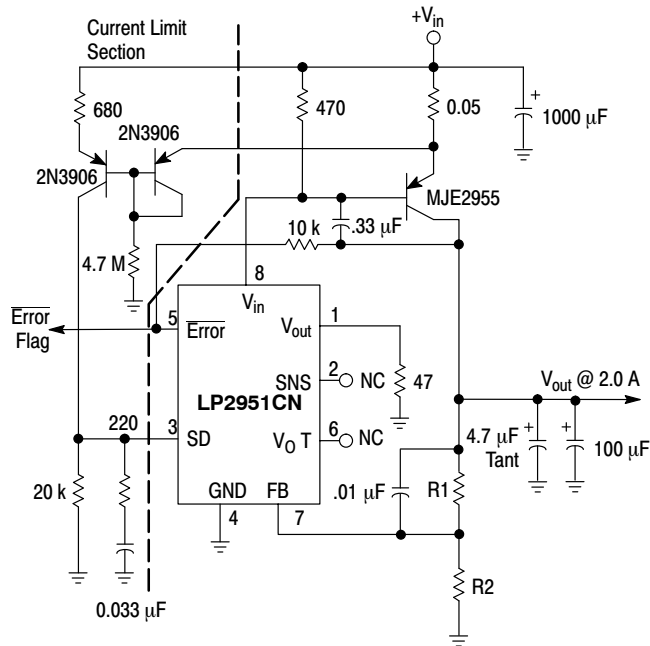 Current Limit
Section
+Vin
680
470
0.05
1000 µF
2N3906
2N3906
MJE2955
.33 µF
10 k
4.7 M
8
Vin
Error
Flag
5
Error
Vout
1
SNS
2
NC
47
LP2951CN
Vout @ 2.0 A
220
3
SD
VO T
6
NC
4.7 µF
Tant
100 µF
20 k
GND
FB
.01 µF
R1
4
7
R2
0.033 µF